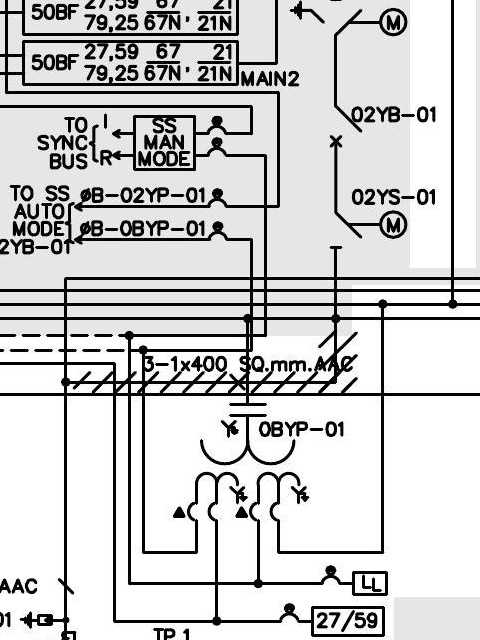 50BF 27,59 67 21
79,25 67N, 21N
50BF 27,59 67 21
79,25 67N, 21N
MAIN2
M
02YB-01
TO SYNC BUS
I
R
SS MAN MODE
TO SS AUTO MODE
2YB-01
øB-02YP-01
øB-0BYP-01
02YS-01
M
3-1x400 SQ.mm.AAC
0BYP-01
LL
27/59
AAC
01
TP 1